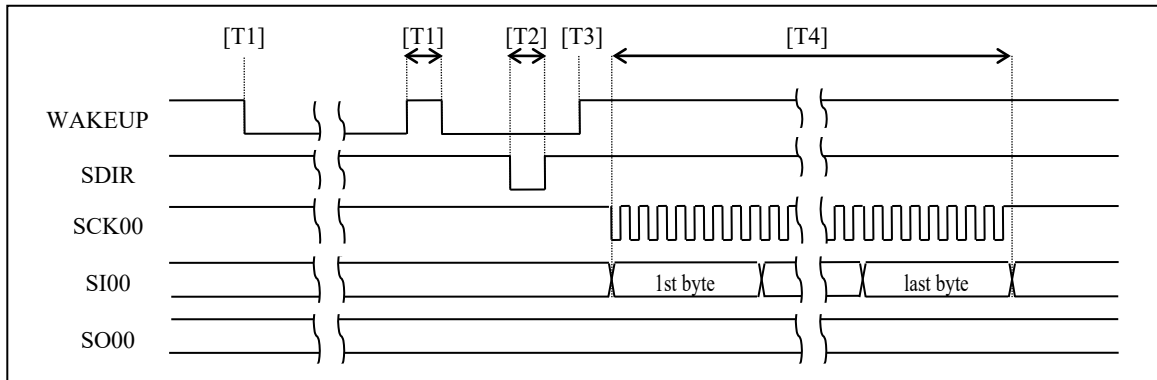 [T1] [T1] [T2] [T3] [T4]
WAKEUP
SDIR
SCK00
SI00 1st byte last byte
SO00